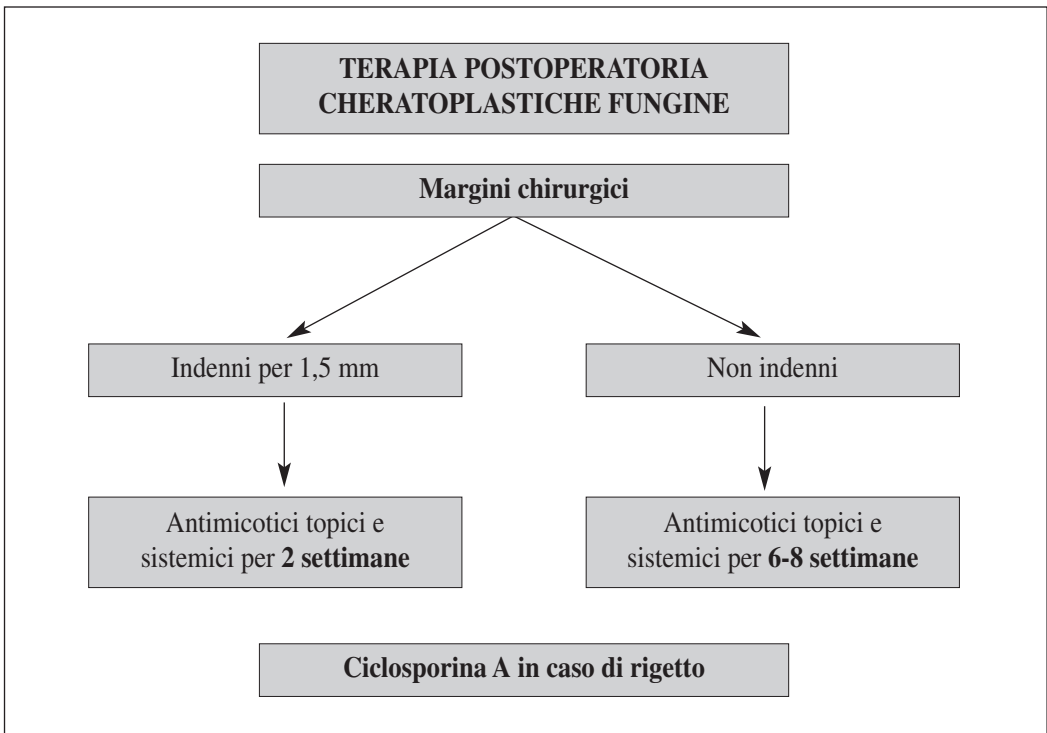 TERAPIA POSTOPERATORIA
CHERATOPLASTICHE FUNGINE
Margini chirurgici
Indenni per 1,5 mm
Non indenni
Antimicotici topici e
sistemici per 2 settimane
Antimicotici topici e
sistemici per 6-8 settimane
Ciclosporina A in caso di rigetto